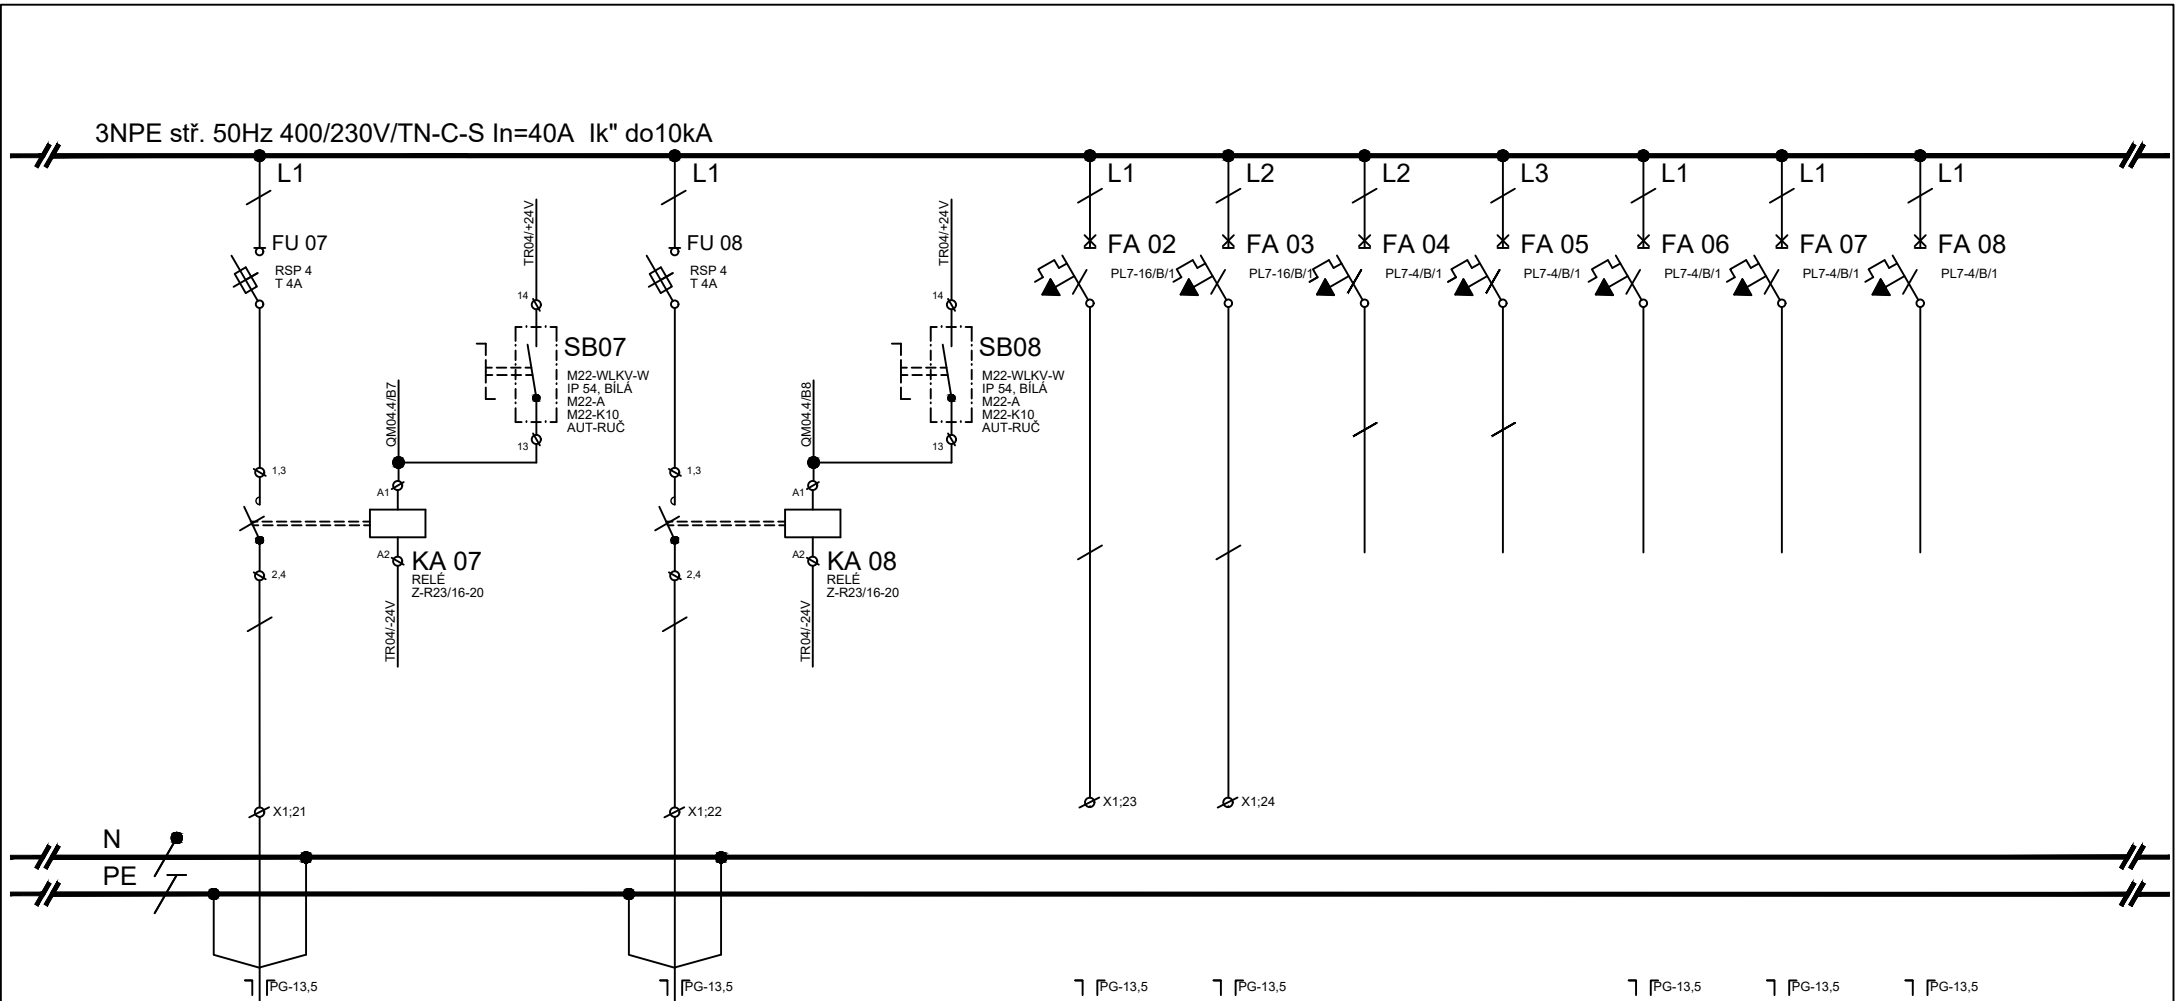 3NPE stř. 50Hz 400/230V/TN-C-S In=40A Ik" do10kA
L1
L1
L1
L2
L2
L3
L1
L1
L1
FU 07
RSP 4
T 4A
TR04/+24V
14
SB07
M22-WLKV-W
IP 54, BÍLÁ
M22-A
M22-K10
AUT-RUČ
13
QM04.4/B7
1,3
A1
A2
KA 07
RELÉ
Z-R23/16-20
2,4
TR04/-24V
X1;21
FU 08
RSP 4
T 4A
TR04/+24V
14
SB08
M22-WLKV-W
IP 54, BÍLÁ
M22-A
M22-K10
AUT-RUČ
13
QM04.4/B8
1,3
A1
A2
KA 08
RELÉ
Z-R23/16-20
2,4
TR04/-24V
X1;22
FA 02
PL7-16/B/1
X1;23
FA 03
PL7-16/B/1
X1;24
FA 04
PL7-4/B/1
FA 05
PL7-4/B/1
FA 06
PL7-4/B/1
FA 07
PL7-4/B/1
FA 08
PL7-4/B/1
N
PE
PG-13,5
PG-13,5
PG-13,5
PG-13,5
PG-13,5
PG-13,5
PG-13,5